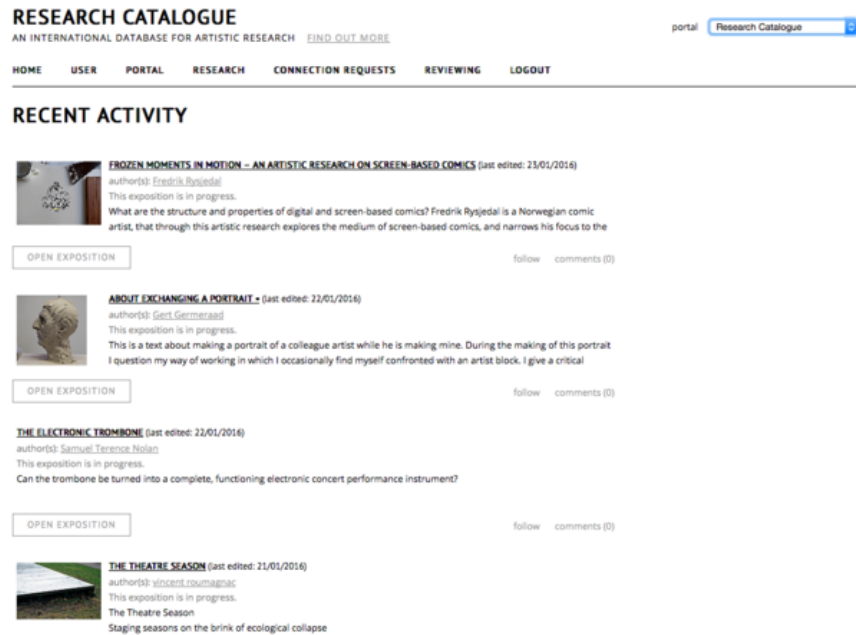 RESEARCH CATALOGUE
AN INTERNATIONAL DATABASE FOR ARTISTIC RESEARCH FIND OUT MORE
portal Research Catalogue
HOME USER PORTAL RESEARCH CONNECTION REQUESTS REVIEWING LOGOUT
RECENT ACTIVITY
FROZEN MOMENTS IN MOTION – AN ARTISTIC RESEARCH ON SCREEN-BASED COMICS (last edited: 23/01/2016)
author(s): Fredrik Rysjedal
This exposition is in progress.
What are the structure and properties of digital and screen-based comics? Fredrik Rysjedal is a Norwegian comic
artist, that through this artistic research explores the medium of screen-based comics, and narrows his focus to the
OPEN EXPOSITION follow comments (0)
ABOUT EXCHANGING A PORTRAIT • (last edited: 22/01/2016)
author(s): Gert Germeraad
This exposition is in progress.
This is a text about making a portrait of a colleague artist while he is making mine. During the making of this portrait
I question my way of working in which I occasionally find myself confronted with an artist block. I give a critical
OPEN EXPOSITION follow comments (0)
THE ELECTRONIC TROMBONE (last edited: 22/01/2016)
author(s): Samuel Terence Nolan
This exposition is in progress.
Can the trombone be turned into a complete, functioning electronic concert performance instrument?
OPEN EXPOSITION follow comments (0)
THE THEATRE SEASON (last edited: 21/01/2016)
author(s): vincent roumagnac
This exposition is in progress.
The Theatre Season
Staging seasons on the brink of ecological collapse